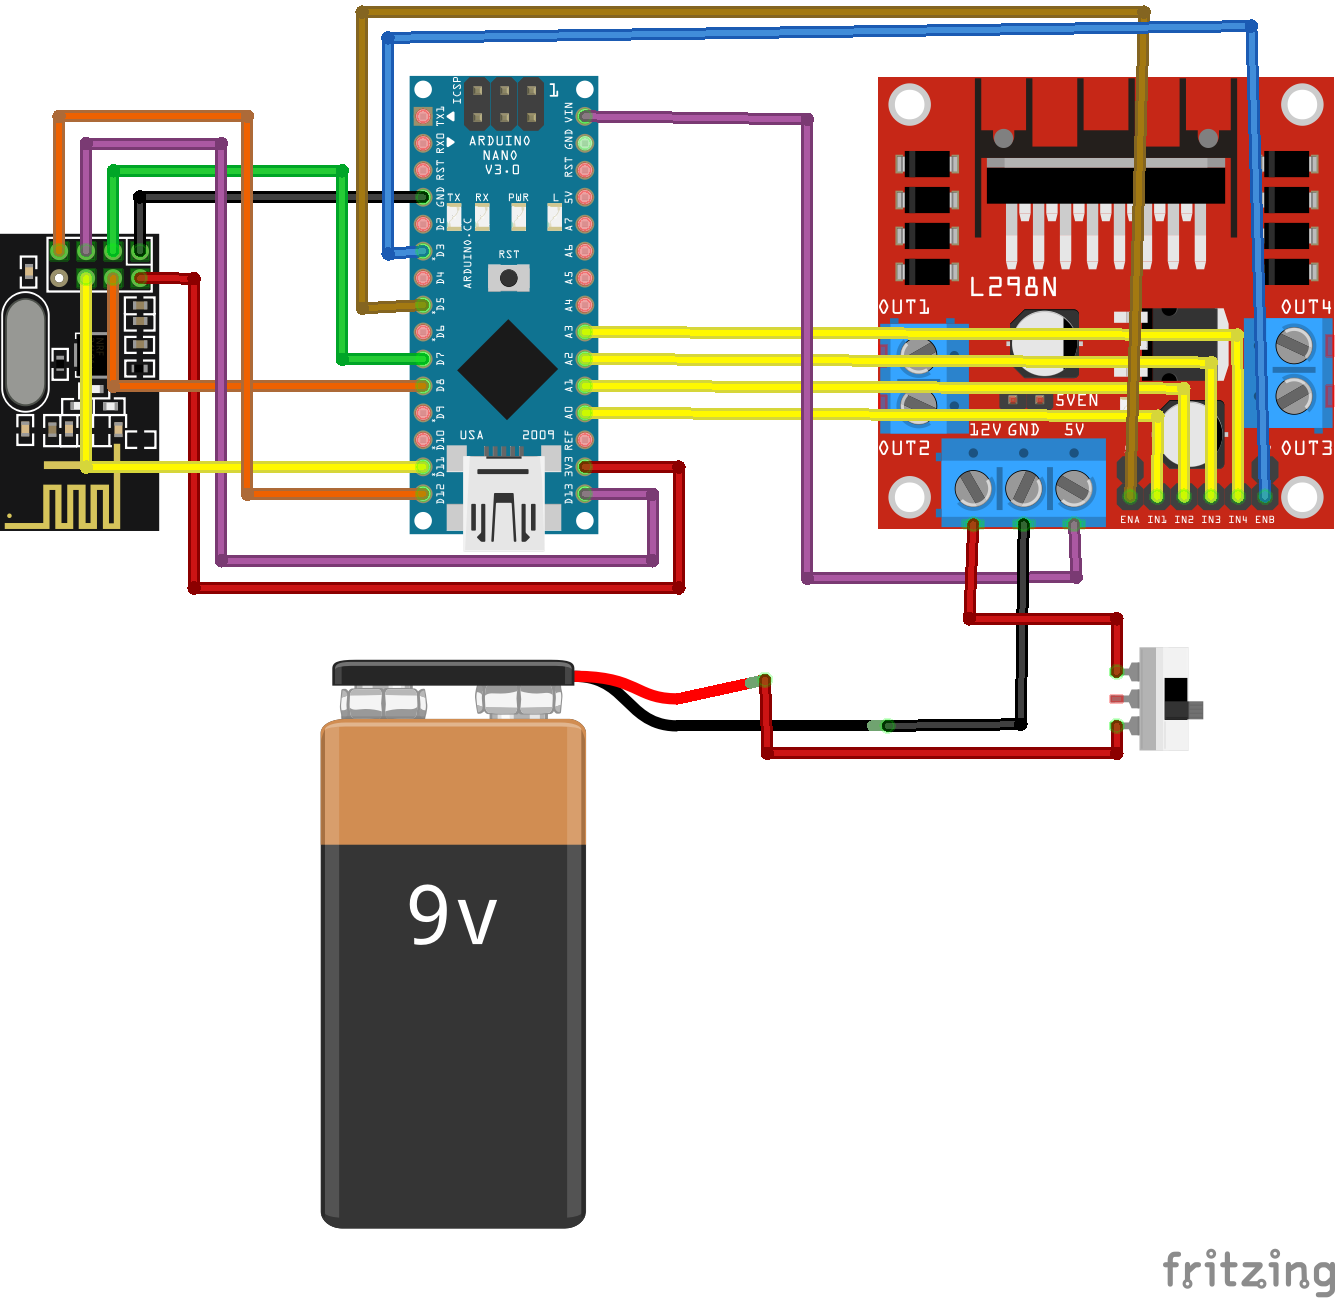 ICSP
1
TX1
RX0
RST
GND
D2
D3
D4
D5
D6
D7
D8
D9
D10
D11
D12
VIN
GND
RST
5V
A7
A6
A5
A4
A3
A2
A1
A0
REF
3V3
D13
ARDUINO
NANO
V3.0
TX RX PWR L
ARDUINO.CC
RST
USA 2009
L298N
OUT1
OUT4
5VEN
12V GND 5V
OUT2
OUT3
ENA IN1 IN2 IN3 IN4 ENB
9v
fritzing